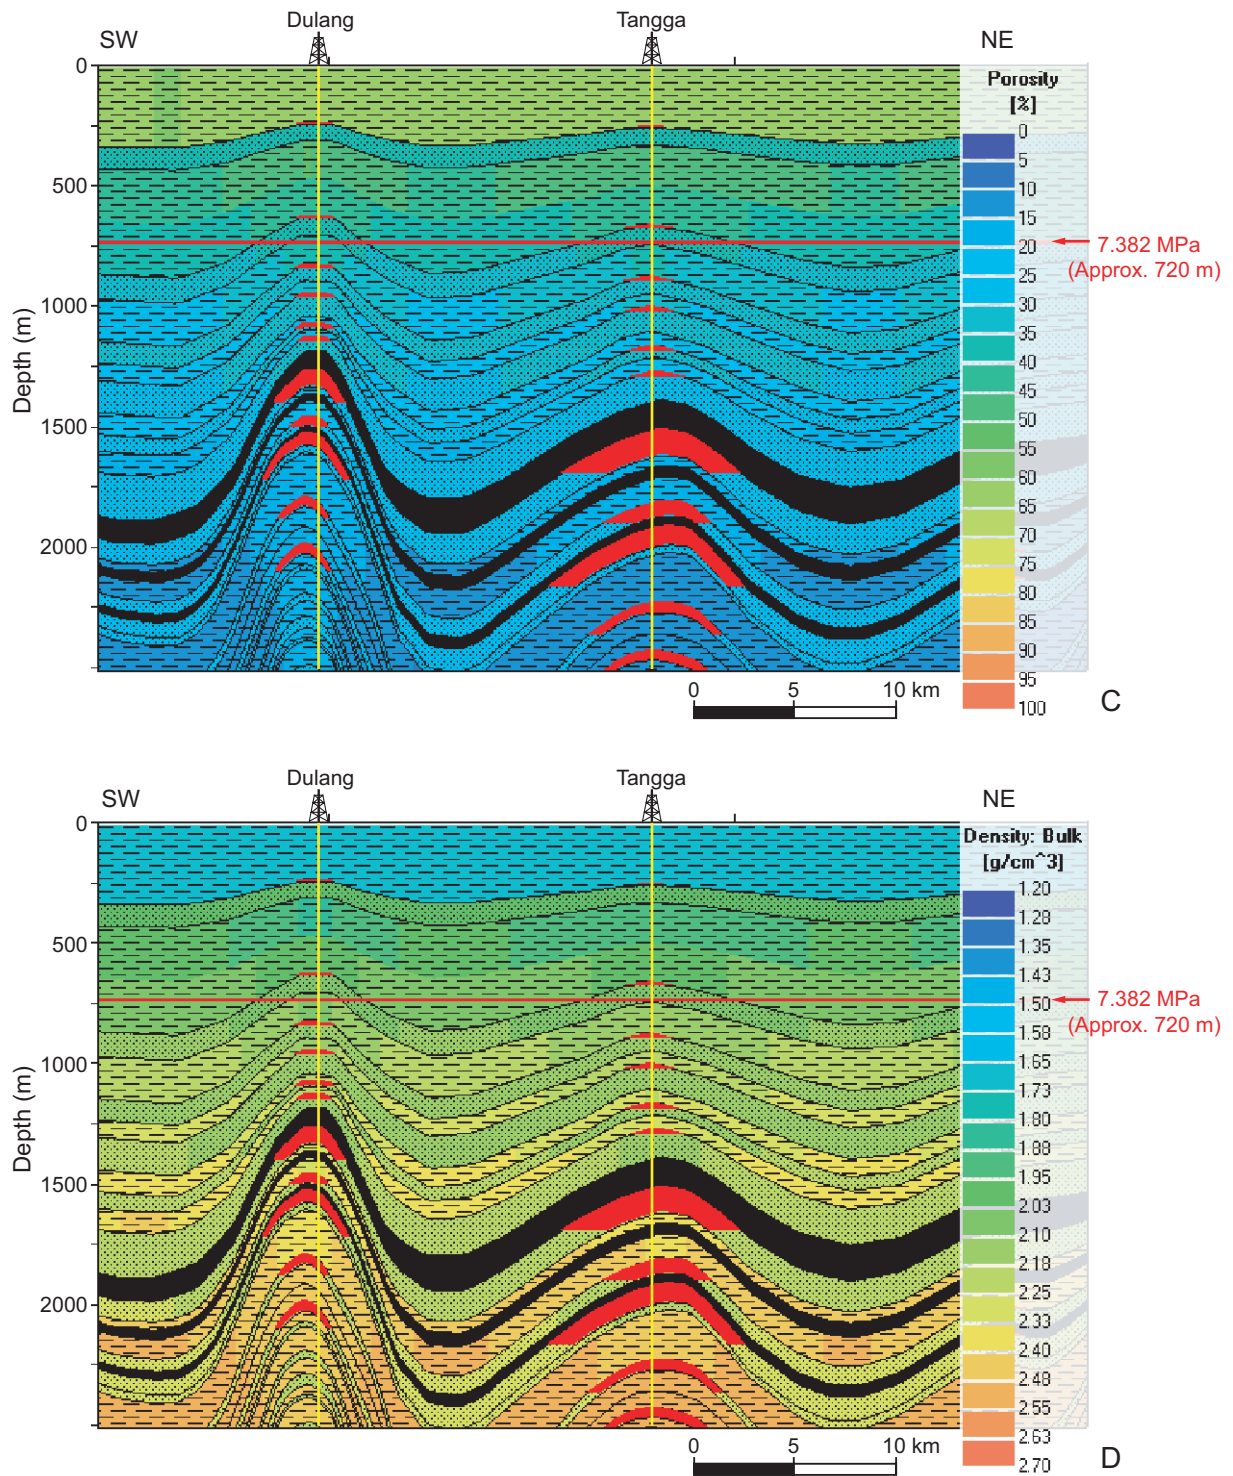 Dulang
Tangga
SW
NE
0
500
1000
1500
2000
Depth (m)
Porosity
[%]
0
5
10
15
20
25
30
35
40
45
50
55
60
65
70
75
80
85
90
95
100
7.382 MPa
(Approx. 720 m)
0 5 10 km
C
Dulang
Tangga
SW
NE
0
500
1000
1500
2000
Depth (m)
Density: Bulk
[g/cm^3]
1.20
1.28
1.35
1.43
1.50
1.58
1.65
1.73
1.80
1.88
1.95
2.03
2.10
2.18
2.25
2.33
2.40
2.48
2.55
2.63
2.70
7.382 MPa
(Approx. 720 m)
0 5 10 km
D